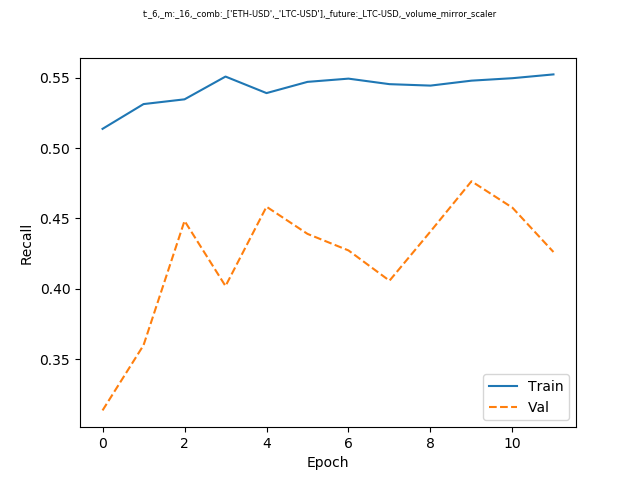 t:_6,_m:_16,_comb:_['ETH-USD',_'LTC-USD'],_future:_LTC-USD,_volume_mirror_scaler
0.55
0.50
0.45
0.40
0.35
Recall
Train
Val
0 2 4 6 8 10
Epoch